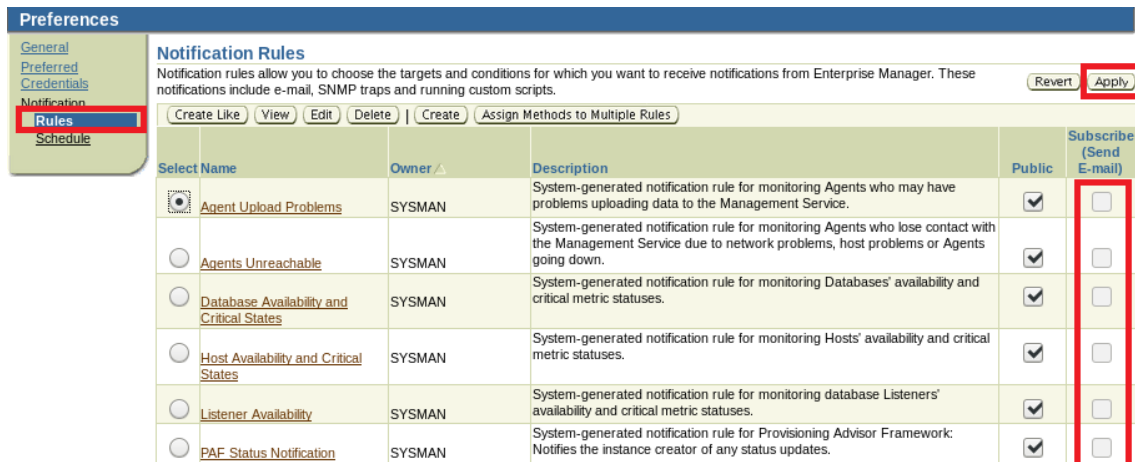 Preferences
General
Preferred
Credentials
Notification
Rules
Schedule
Notification Rules
Notification rules allow you to choose the targets and conditions for which you want to receive notifications from Enterprise Manager. These
notifications include e-mail, SNMP traps and running custom scripts.
Revert Apply
Create Like View Edit Delete | Create Assign Methods to Multiple Rules
Select Name Owner Description Public Subscribe
(Send
E-mail)
Agent Upload Problems SYSMAN System-generated notification rule for monitoring Agents who may have
problems uploading data to the Management Service.
Agents Unreachable SYSMAN System-generated notification rule for monitoring Agents who lose contact with
the Management Service due to network problems, host problems or Agents
going down.
Database Availability and
Critical States SYSMAN System-generated notification rule for monitoring Databases' availability and
critical metric statuses.
Host Availability and Critical
States SYSMAN System-generated notification rule for monitoring Hosts' availability and critical
metric statuses.
Listener Availability SYSMAN System-generated notification rule for monitoring database Listeners'
availability and critical metric statuses.
PAF Status Notification SYSMAN System-generated notification rule for Provisioning Advisor Framework:
Notifies the instance creator of any status updates.